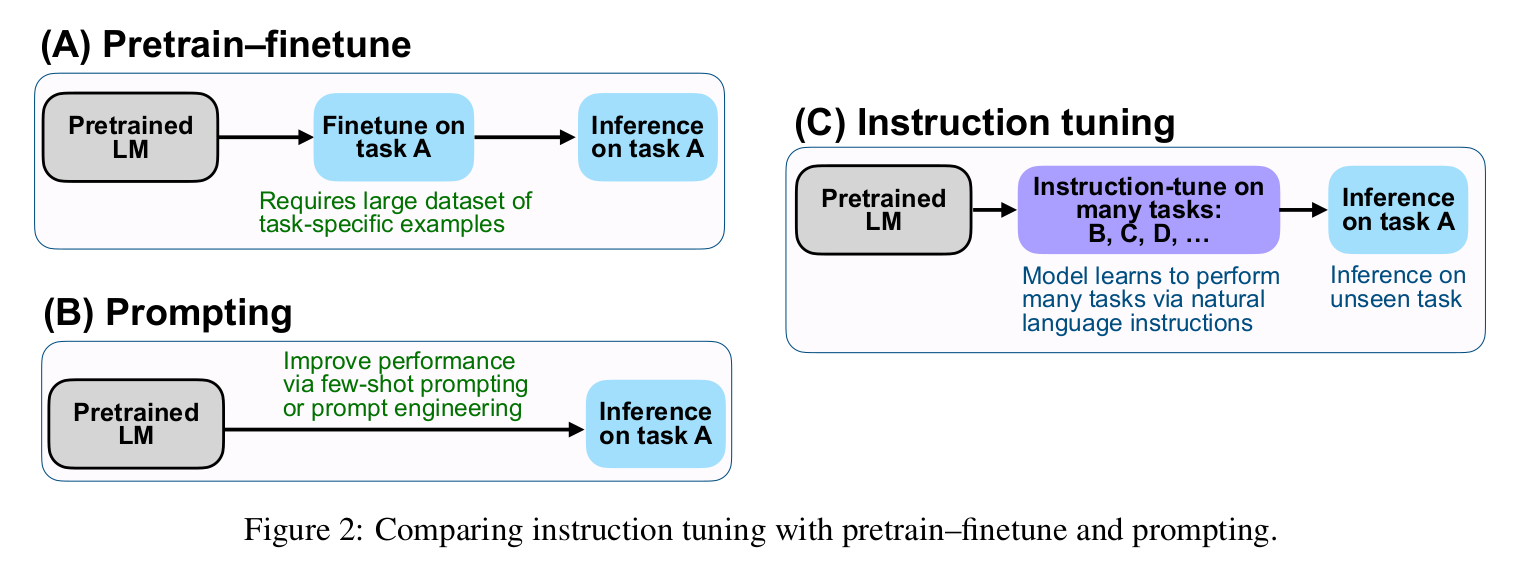 (A) Pretrain–finetune
Pretrained
LM
Finetune on
task A
Inference
on task A
Requires large dataset of
task-specific examples
(B) Prompting
Improve performance
via few-shot prompting
or prompt engineering
Pretrained
LM
Inference
on task A
(C) Instruction tuning
Pretrained
LM
Instruction-tune on
many tasks:
B, C, D, …
Inference
on task A
Model learns to perform
many tasks via natural
language instructions
Inference on
unseen task
Figure 2: Comparing instruction tuning with pretrain–finetune and prompting.